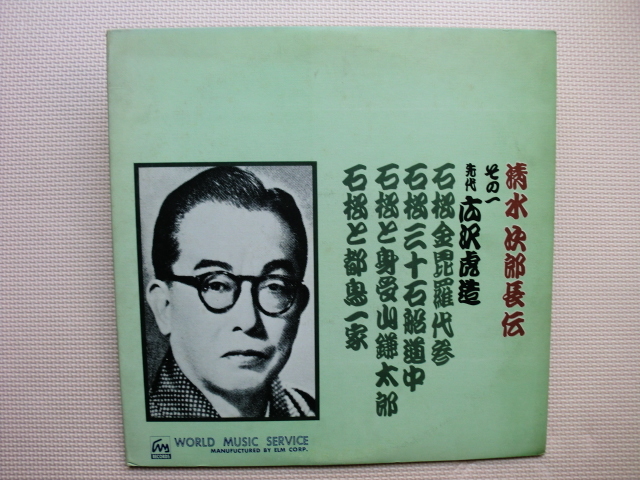 清水次郎長伝
その一
先代 広沢虎造
石松金毘羅代参
石松三十石船道中
石松と身受山鎌太郎
石松と都鳥一家
RECORDS
WORLD MUSIC SERVICE
MANUFUCTURED BY ELM CORP.